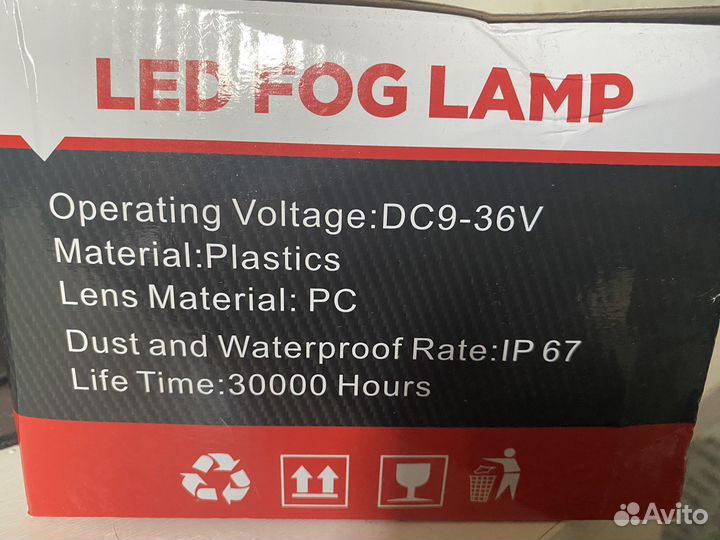 LED FOG LAMP
Operating Voltage:DC9-36V
Material:Plastics
Lens Material: PC
Dust and Waterproof Rate:IP 67
Life Time:30000 Hours
Avito